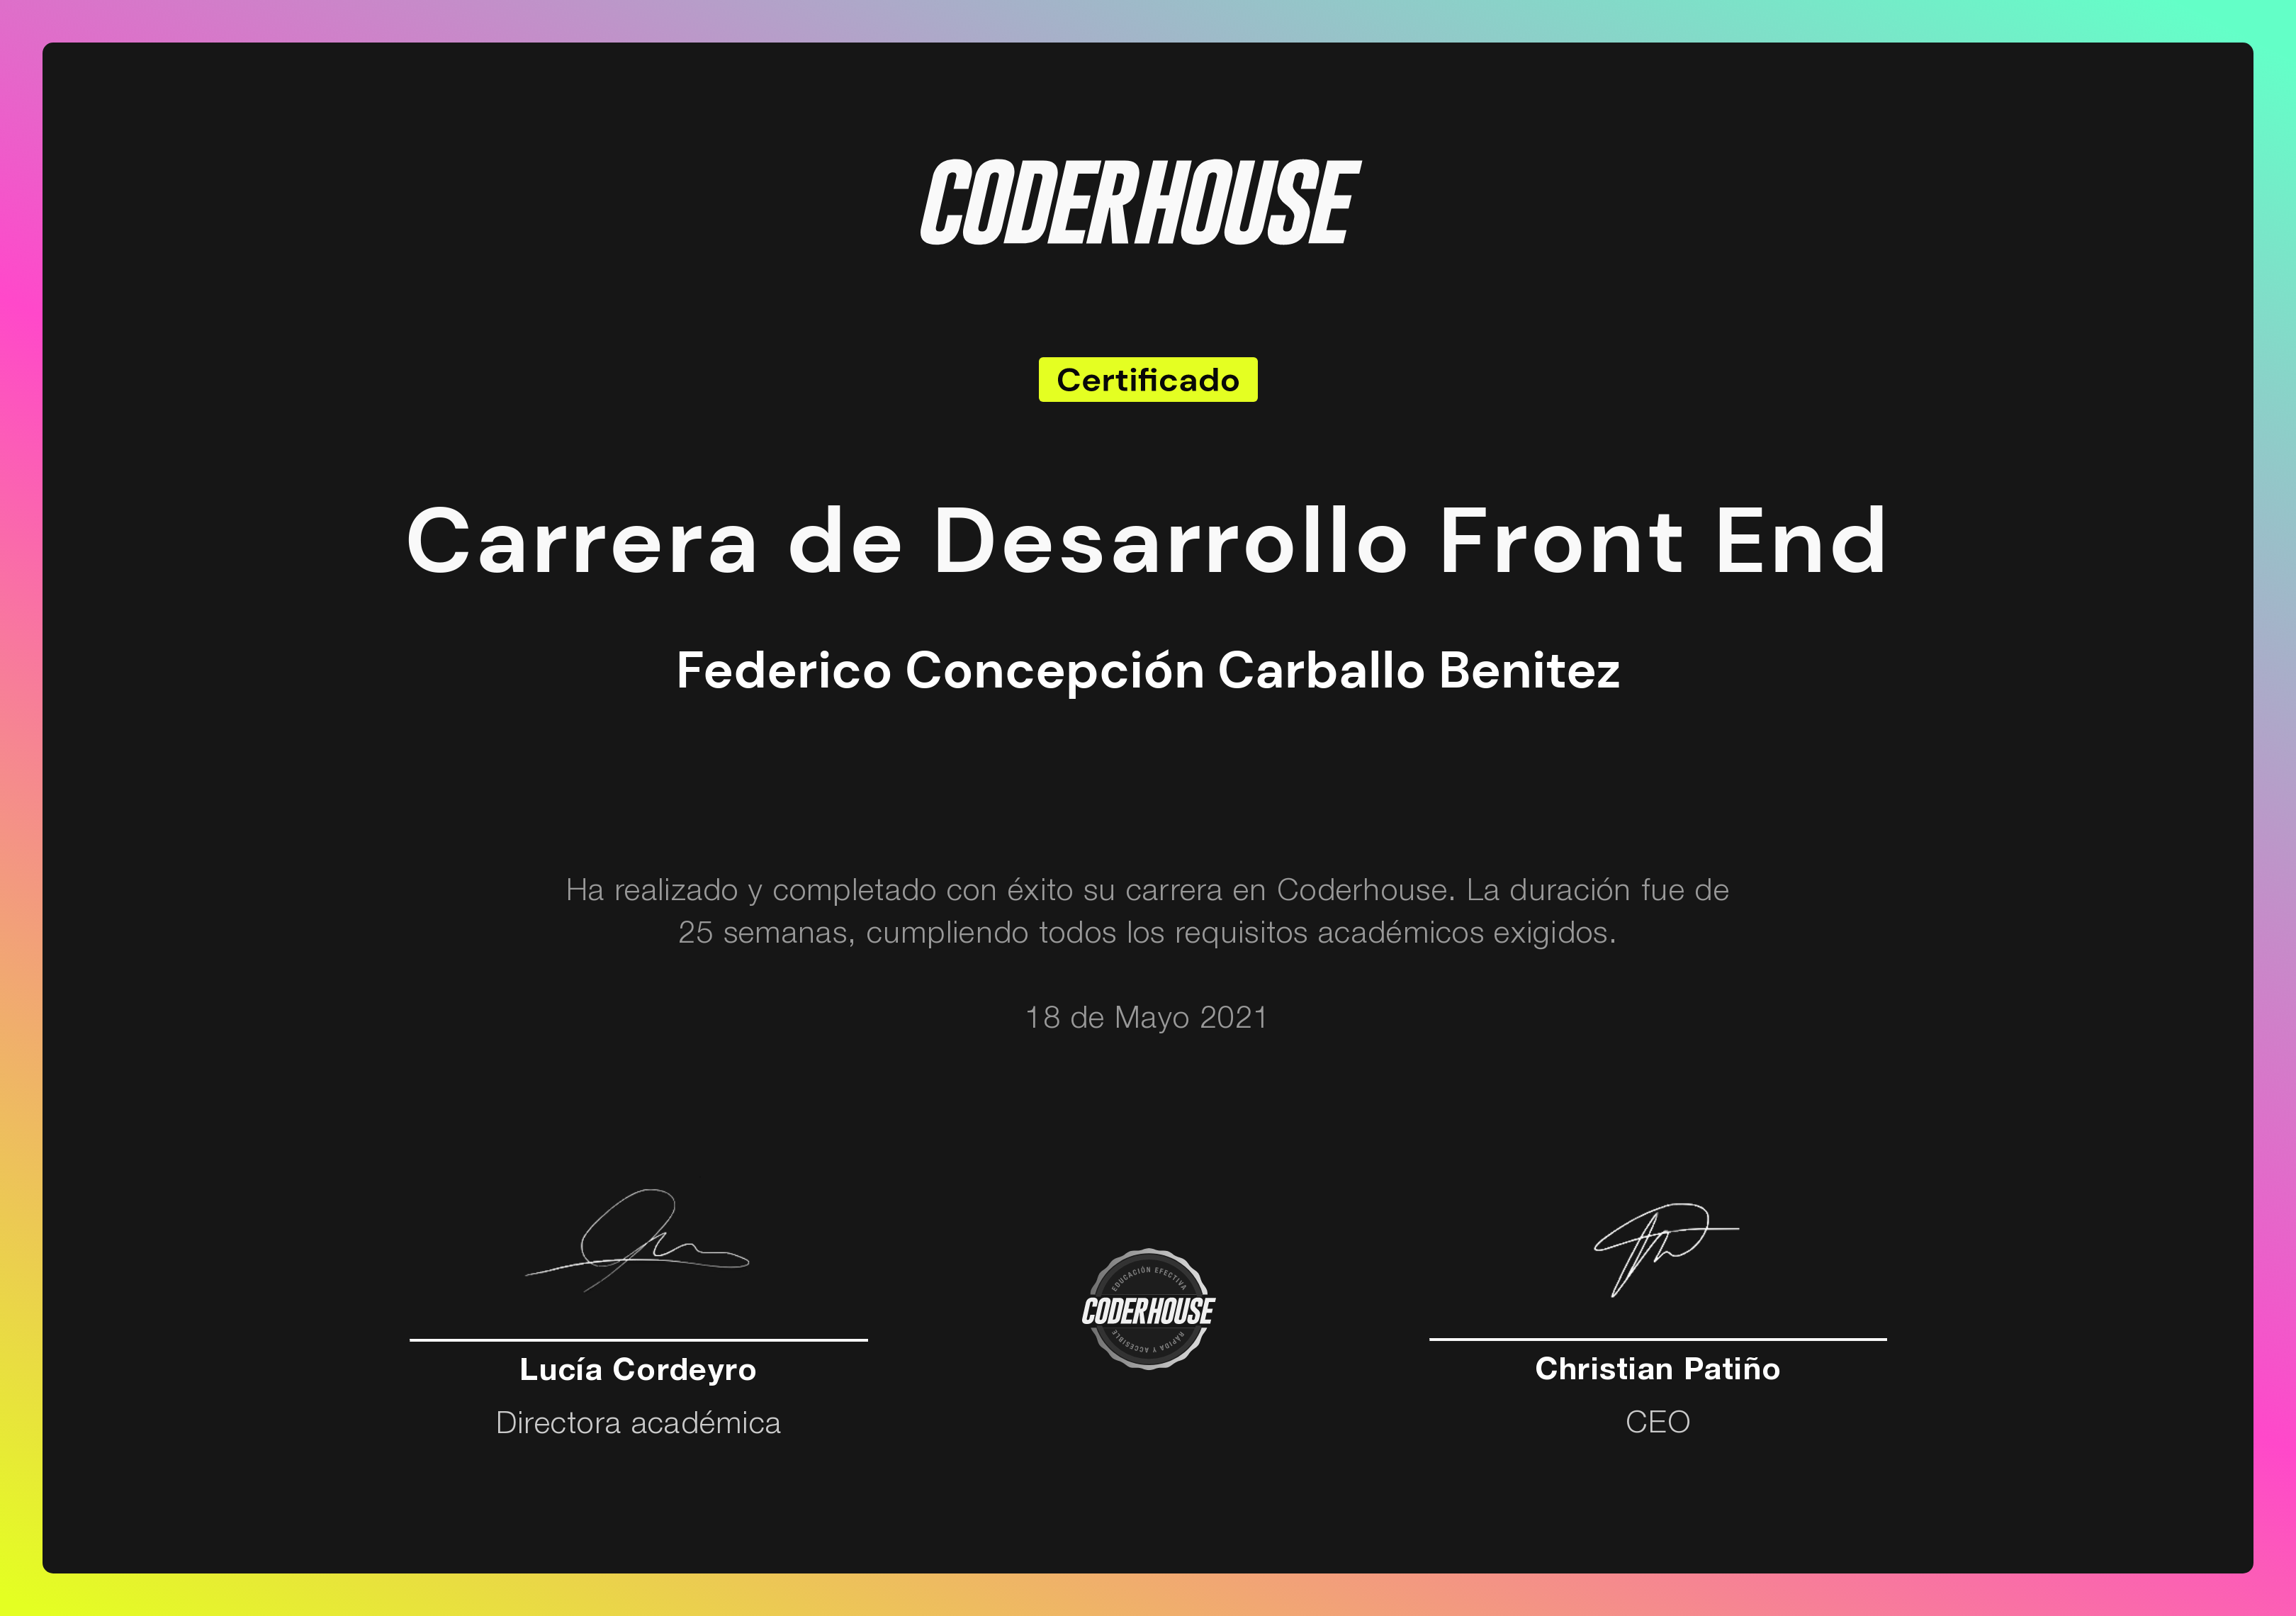 CODERHOUSE
Certificado
Carrera de Desarrollo Front End
Federico Concepción Carballo Benitez
Ha realizado y completado con éxito su carrera en Coderhouse. La duración fue de
25 semanas, cumpliendo todos los requisitos académicos exigidos.
18 de Mayo 2021
EDUCACIÓN EFECTIVA
CODERHOUSE
RAPIDA Y ACCESIBLE
Lucía Cordeyro
Directora académica
Christian Patiño
CEO